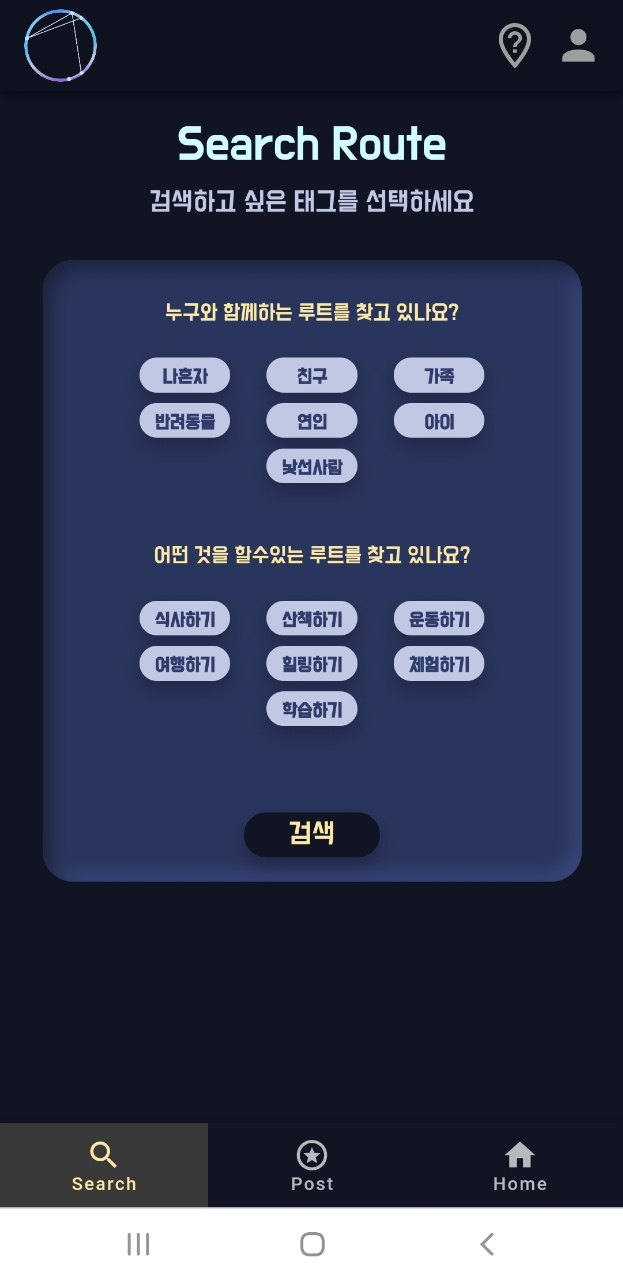 Search Route
검색하고 싶은 태그를 선택하세요
누구와 함께하는 루트를 찾고 있나요?
나혼자 친구 가족
반려동물 연인 아이
낯선사람
어떤 것을 할수있는 루트를 찾고 있나요?
식사하기 산책하기 운동하기
여행하기 힐링하기 체험하기
학습하기
검색
Search Post Home